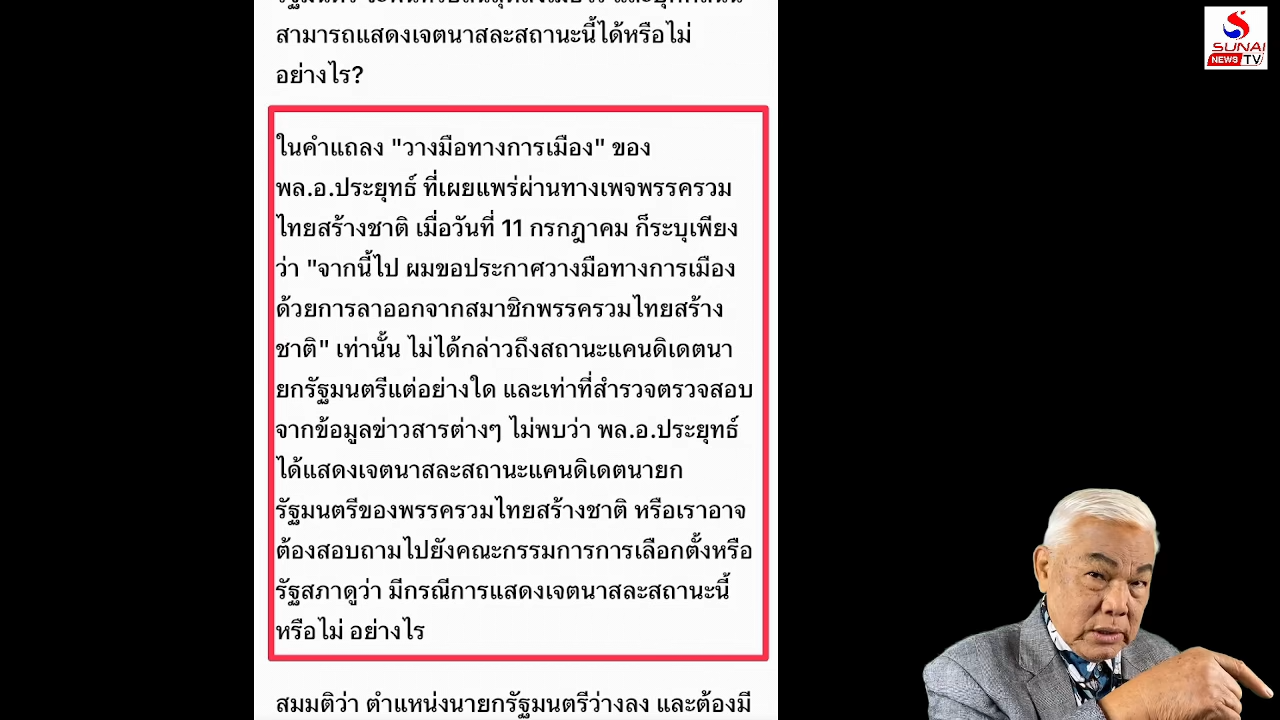 สามารถแสดงเจตนาสละสถานะนี้ได้หรือไม่
อย่างไร?
ในคำแถลง "วางมือทางการเมือง" ของ
พล.อ.ประยุทธ์ ที่เผยแพร่ผ่านทางเพจพรรครวม
ไทยสร้างชาติ เมื่อวันที่ 11 กรกฎาคม ก็ระบุเพียง
ว่า "จากนี้ไป ผมขอประกาศวางมือทางการเมือง
ด้วยการลาออกจากสมาชิกพรรครวมไทยสร้าง
ชาติ" เท่านั้น ไม่ได้กล่าวถึงสถานะแคนดิเดตนา
ยกรัฐมนตรีแต่อย่างใด และเท่าที่สำรวจตรวจสอบ
จากข้อมูลข่าวสารต่างๆ ไม่พบว่า พล.อ.ประยุทธ์
ได้แสดงเจตนาสละสถานะแคนดิเดตนายก
รัฐมนตรีของพรรครวมไทยสร้างชาติ หรือเราอาจ
ต้องสอบถามไปยังคณะกรรมการการเลือกตั้งหรือ
รัฐสภาดูว่า มีกรณีการแสดงเจตนาสละสถานะนี้
หรือไม่ อย่างไร
สมมติว่า ตำแหน่งนายกรัฐมนตรีว่างลง และต้องมี
SUNAI
NEWS TV